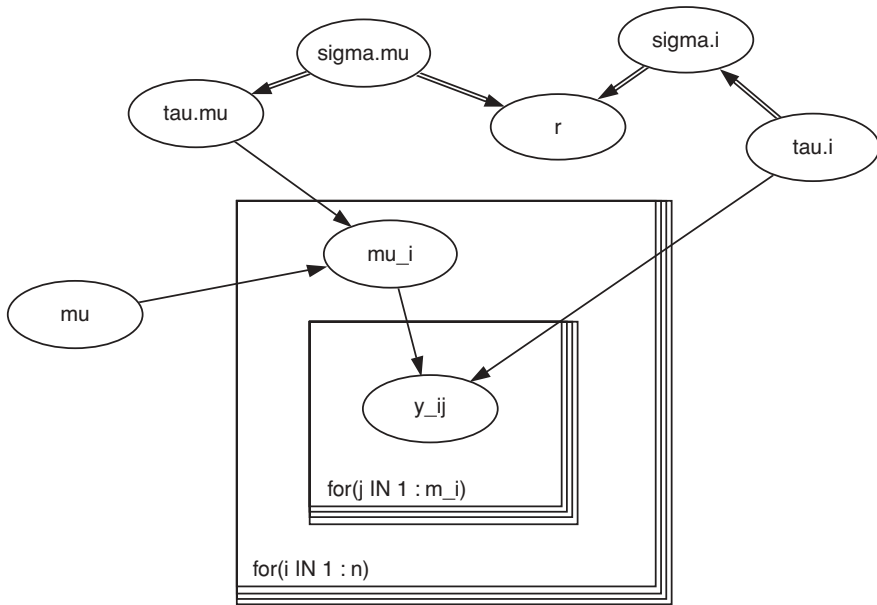 sigma.mu
sigma.i
tau.mu
r
tau.i
mu_i
mu
y_ij
for(j IN 1 : m_i)
for(i IN 1 : n)